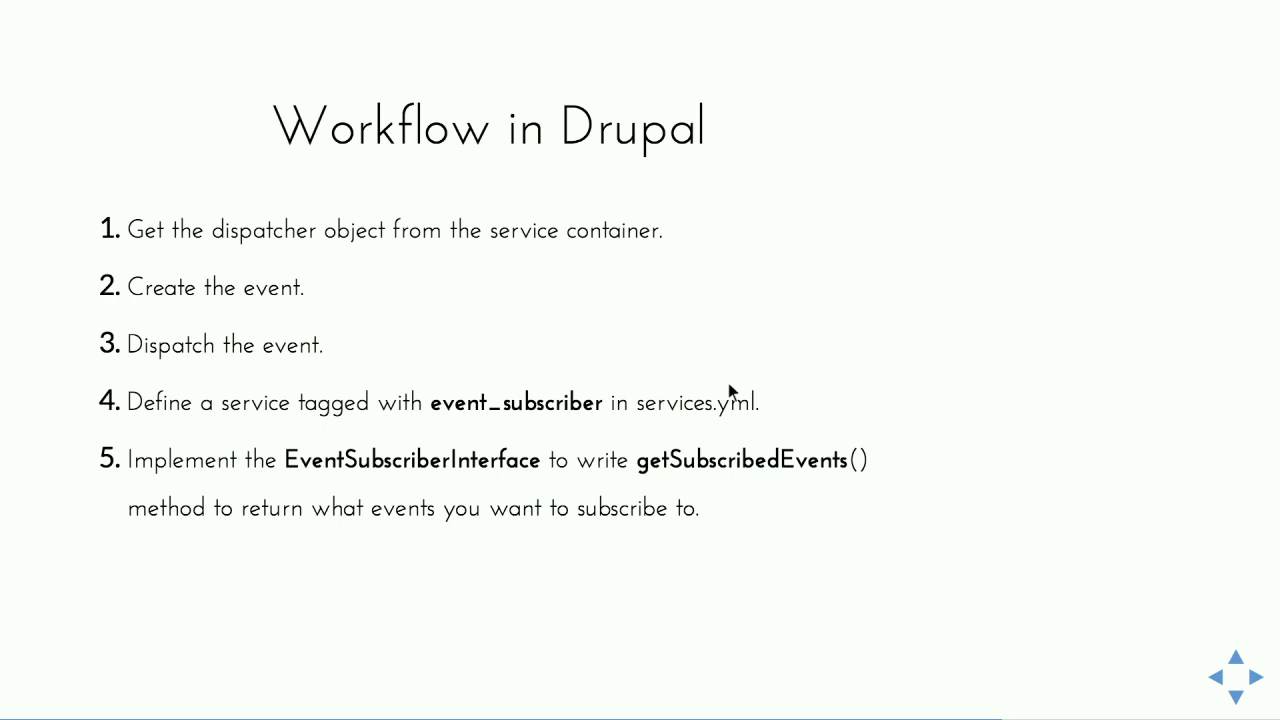 Workflow in Drupal
1. Get the dispatcher object from the service container.
2. Create the event.
3. Dispatch the event.
4. Define a service tagged with event_subscriber in services.yml.
5. Implement the EventSubscriberInterface to write getSubscribedEvents()
method to return what events you want to subscribe to.